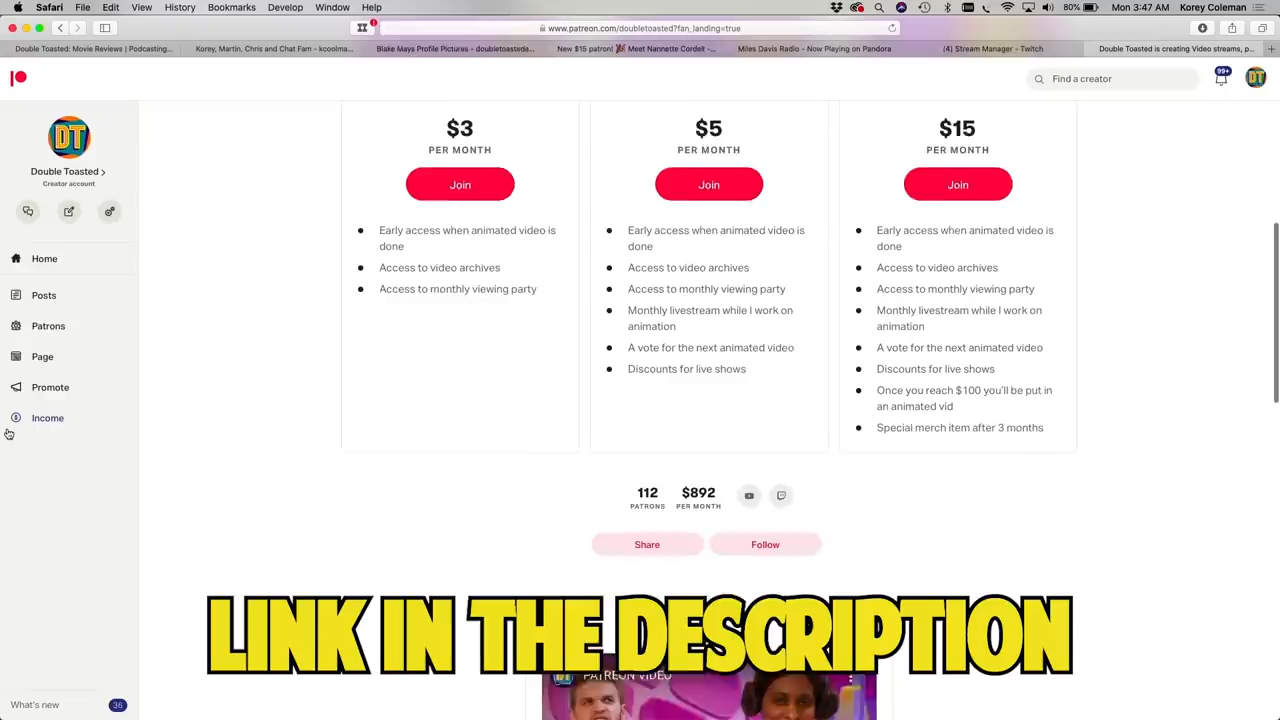 Safari File Edit View History Bookmarks Develop Window Help
Mon 3:47 AM Korey Coleman
www.patreon.com/doubletoasted?fan_landing=true
Double Toasted: Movie Reviews | Podcasting...
Korey, Martin, Chris and Chat Fam - kcoolma...
Blake Mays Profile Pictures - doubletoasteda...
New $15 patron! Meet Nannette Cordell -...
Miles Davis Radio - Now Playing on Pandora
(4) Stream Manager - Twitch
Double Toasted is creating Video streams, p...
Find a creator
99+
DT
DT
Double Toasted
Creator account
Home
Posts
Patrons
Page
Promote
Income
What's new 36
$3
PER MONTH
Join
Early access when animated video is
done
Access to video archives
Access to monthly viewing party
$5
PER MONTH
Join
Early access when animated video is
done
Access to video archives
Access to monthly viewing party
Monthly livestream while I work on
animation
A vote for the next animated video
Discounts for live shows
$15
PER MONTH
Join
Early access when animated video is
done
Access to video archives
Access to monthly viewing party
Monthly livestream while I work on
animation
A vote for the next animated video
Discounts for live shows
Once you reach $100 you'll be put in
an animated vid
Special merch item after 3 months
112 $892
PATRONS PER MONTH
Share Follow
LINK IN THE DESCRIPTION
DT PATREON VIDEO